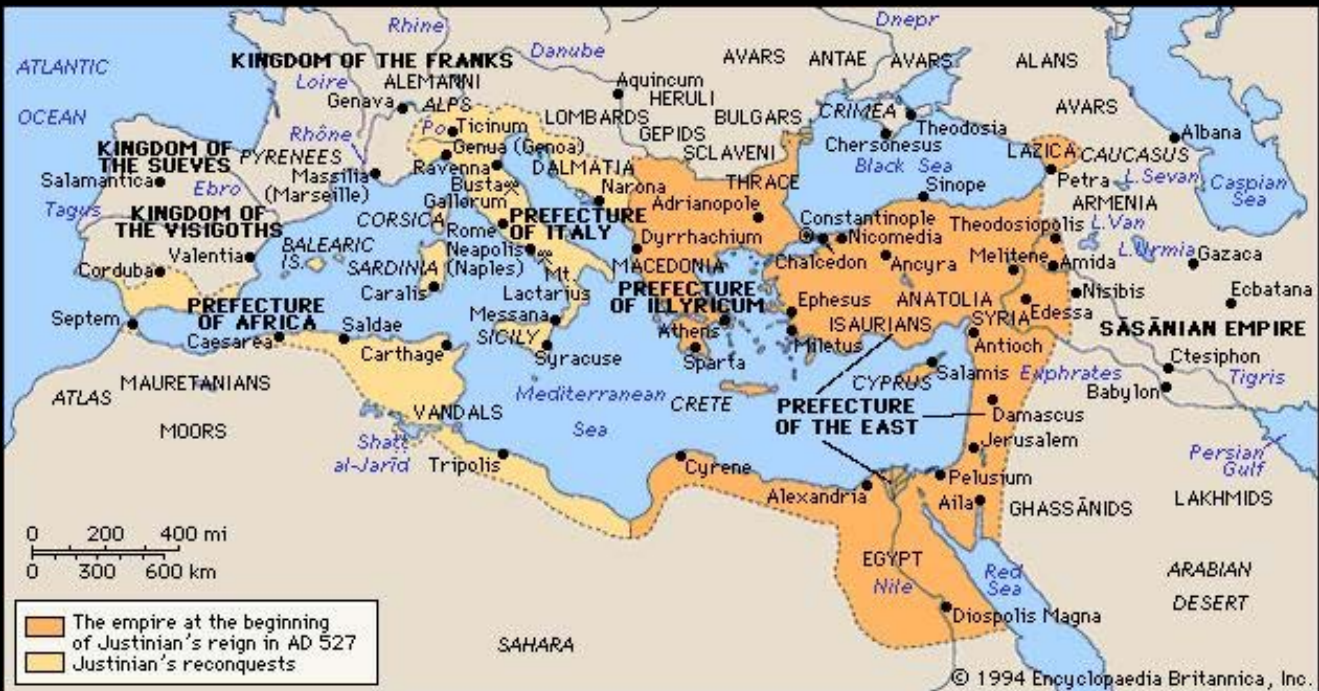 ATLANTIC
OCEAN
Rhine
Danube
Dnepr
KINGDOM OF THE FRANKS
Loire
ALEMANNI
Genava
ALPS
Rhône
Po
Ticinum
Genua (Genoa)
Ravenna
Busta
Gallorum
Aquincum
HERULI
LOMBARDS
GEPIDS
SCLAVENI
BULGARS
AVARS
ANTAE
AVARS
ALANS
AVARS
CRIMEA
Theodosia
Chersonesus
Black Sea
Sinope
LAZICA
CAUCASUS
Petra
L.Sevan
Albana
Caspian
Sea
ARMENIA
L.Van
L.Urmia
Gazaca
Ecbatana
KINGDOM OF
THE SUEVES
PYRENEES
Salamantica
Ebro
Massilia
(Marseille)
Tagus
KINGDOM OF
THE VISIGOTHS
Valentia
Corduba
BALEARIC
IS.
CORSICA
SARDINIA
Caralis
Rome
Neapolis
(Naples)
Mt.
Lactarius
PREFECTURE
OF ITALY
DALMATIA
Narona
Messana
SICILY
Syracuse
THRACE
Adrianopole
Dyrrhachium
MACEDONIA
PREFECTURE
OF ILLYRICUM
Athens
Sparta
Constantinople
Nicomedia
Chalcedon
Ancyra
Theodosiopolis
Melitene
Amida
Nisibis
Edessa
Ephesus
ANATOLIA
ISAURIANS
Miletus
SYRIA
Antioch
SĀSĀNIAN EMPIRE
Ctesiphon
Euphrates
Tigris
Babylon
Septem
PREFECTURE
OF AFRICA
Caesarea
Saldae
Carthage
MAURETANIANS
ATLAS
MOORS
VANDALS
Shaṭṭ
al-Jarīd
Tripolis
Mediterranean
Sea
CRETE
CYPRUS
Salamis
PREFECTURE
OF THE EAST
Damascus
Jerusalem
Pelusium
Aila
Cyrene
Alexandria
GHASSĀNIDS
LAKHMIDS
Persian
Gulf
EGYPT
Nile
Red
Sea
Diospolis Magna
ARABIAN
DESERT
SAHARA
0 200 400 mi
0 300 600 km
The empire at the beginning
of Justinian's reign in AD 527
Justinian's reconquests
© 1994 Encyclopaedia Britannica, Inc.